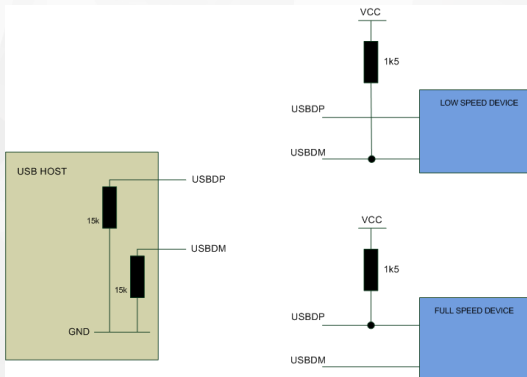 USB HOST
USBDP
15k
USBDM
15k
GND
VCC
1k5
LOW SPEED DEVICE
USBDP
USBDM
VCC
1k5
FULL SPEED DEVICE
USBDP
USBDM